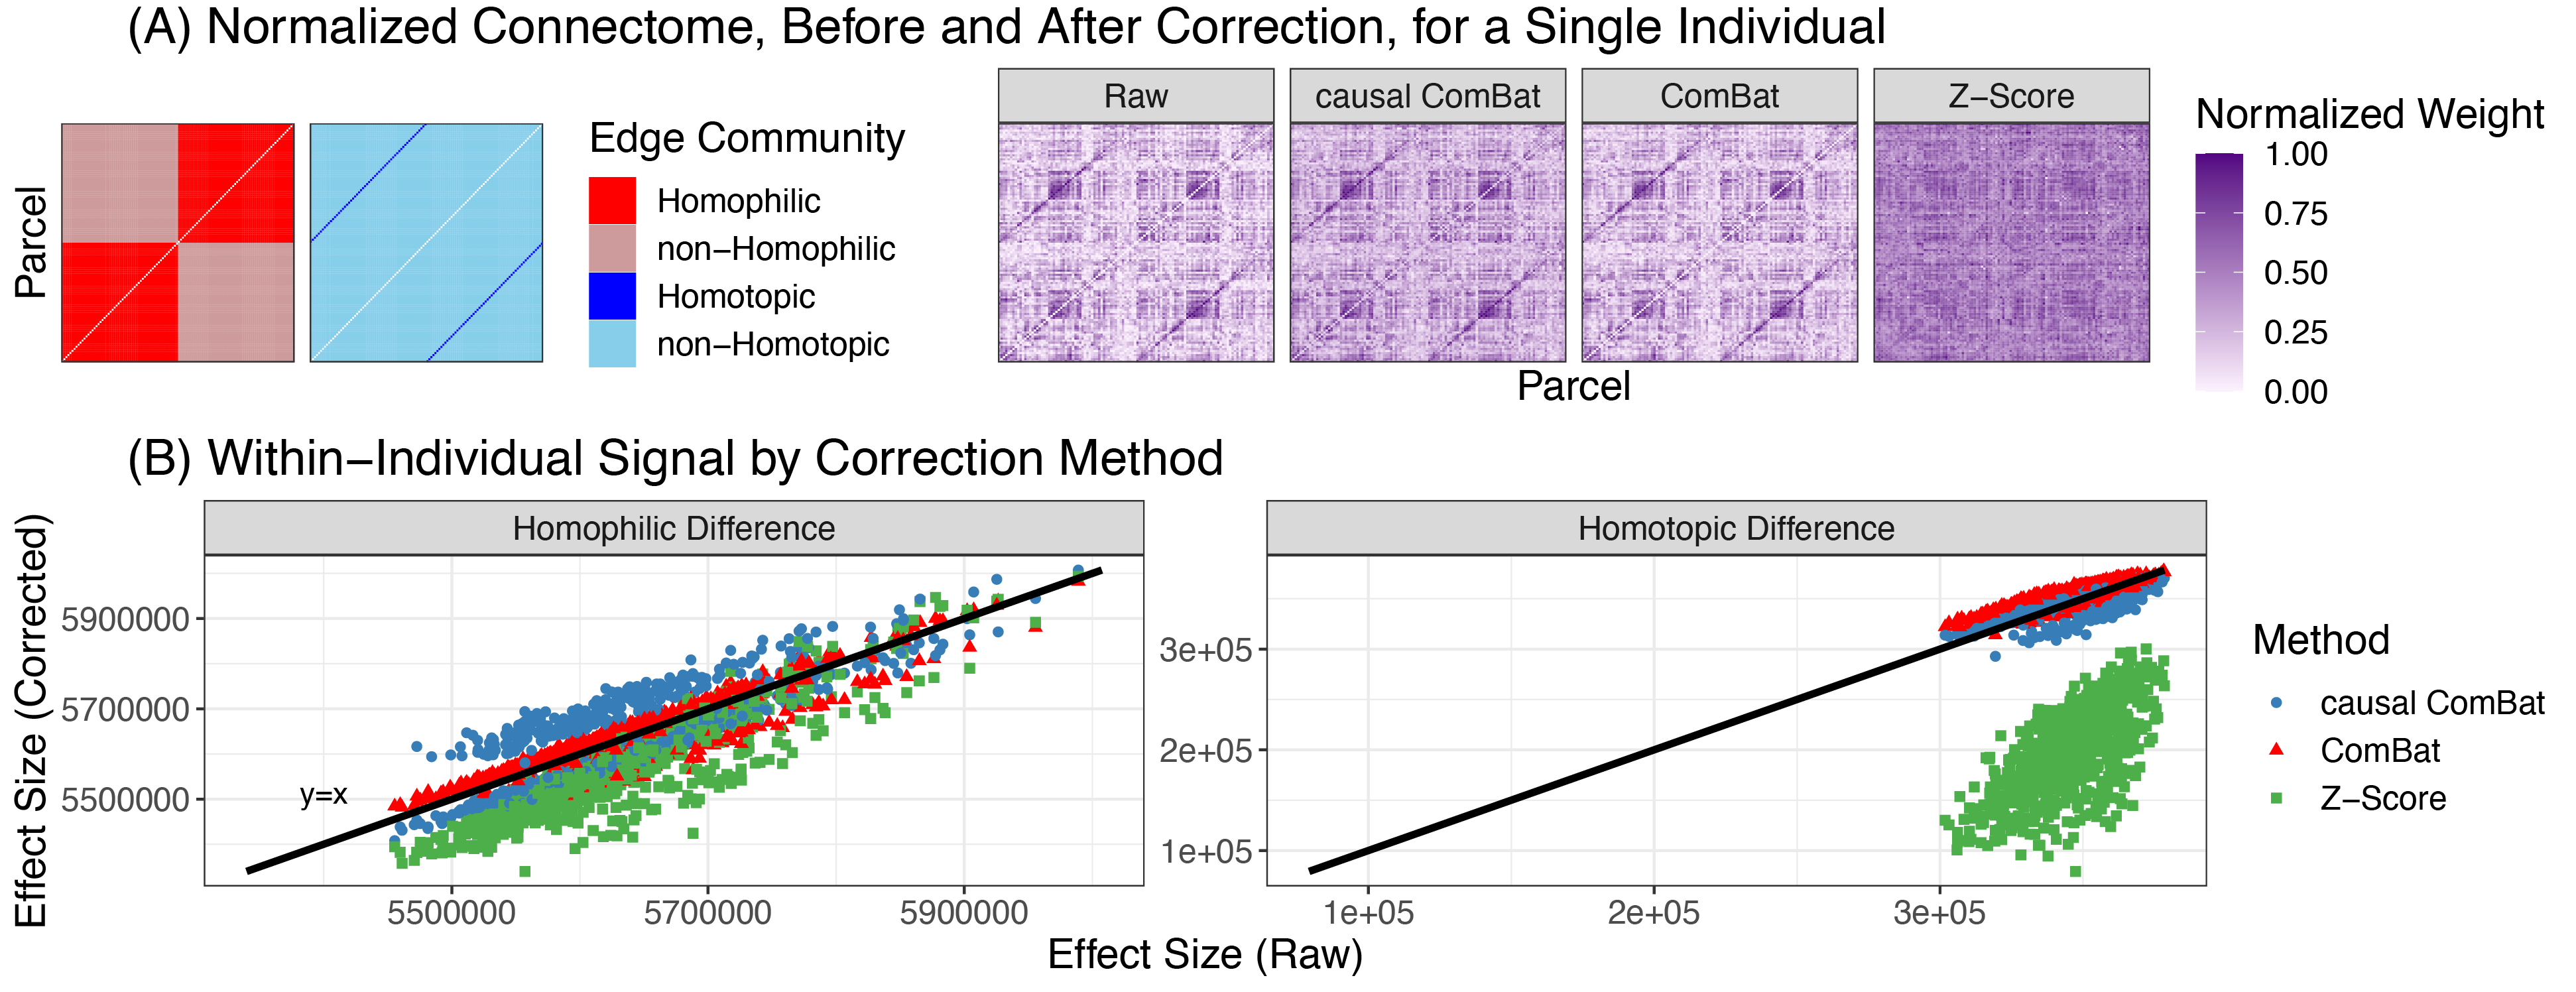 (A) Normalized Connectome, Before and After Correction, for a Single Individual
Raw
causal ComBat
ComBat
Z−Score
Parcel
Edge Community
Homophilic
non−Homophilic
Homotopic
non−Homotopic
Parcel
Normalized Weight
1.00
0.75
0.50
0.25
0.00
(B) Within−Individual Signal by Correction Method
Effect Size (Corrected)
Homophilic Difference
5900000
5700000
5500000
y=x
5500000 5700000 5900000
Homotopic Difference
3e+05
2e+05
1e+05
1e+05 2e+05 3e+05
Effect Size (Raw)
Method
causal ComBat
ComBat
Z−Score